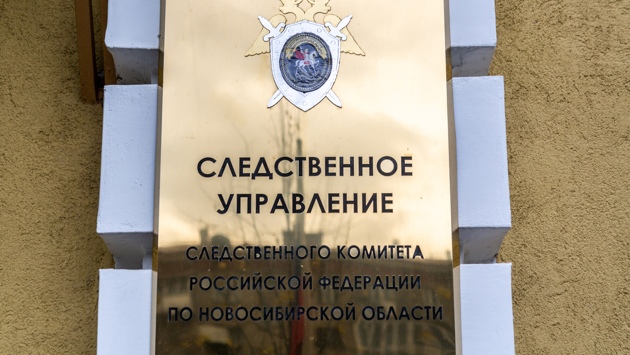 СЛЕДСТВЕННОЕ
УПРАВЛЕНИЕ
СЛЕДСТВЕННОГО КОМИТЕТА
РОССИЙСКОЙ ФЕДЕРАЦИИ
ПО НОВОСИБИРСКОЙ ОБЛАСТИ